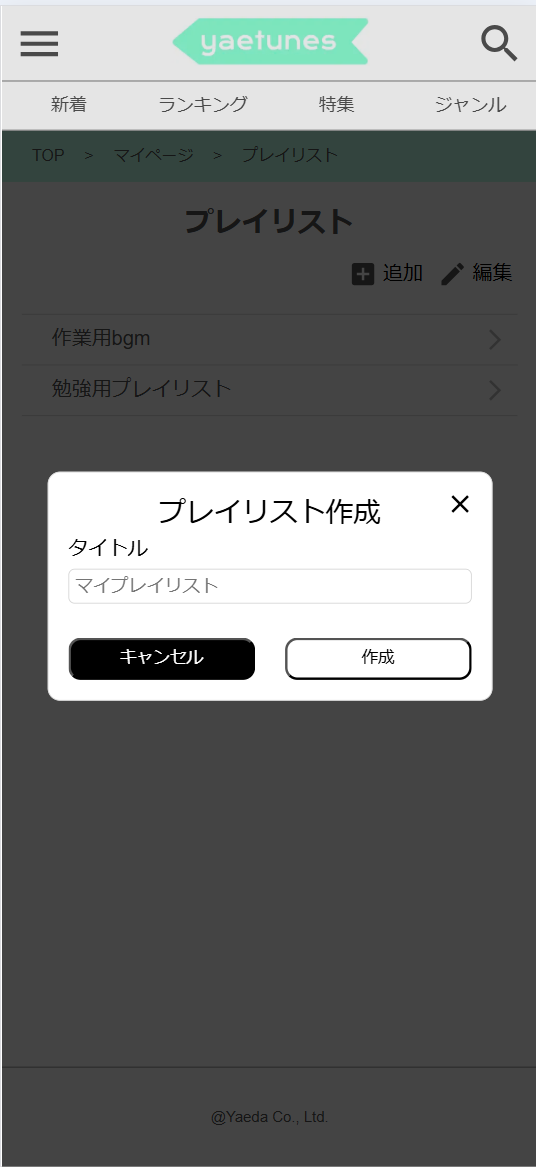 yaetunes
新着 ランキング 特集 ジャンル
TOP > マイページ > プレイリスト
プレイリスト
追加 編集
作業用bgm
勉強用プレイリスト
プレイリスト作成
タイトル
マイプレイリスト
キャンセル 作成
@Yaeda Co., Ltd.